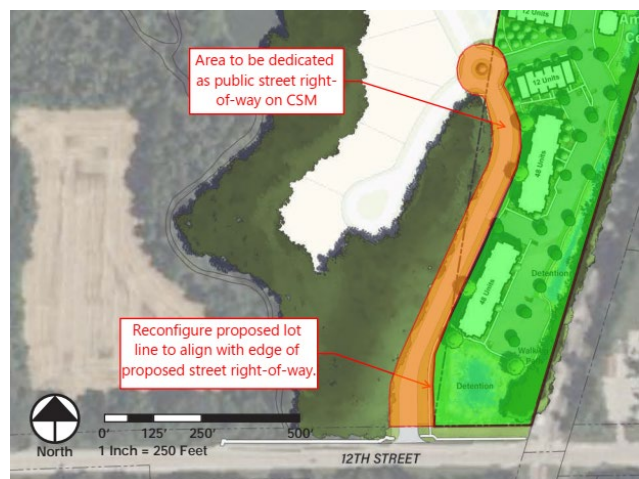 Area to be dedicated
as public street right-
of-way on CSM
12 Units
12 Units
48 Units
48 Units
Detention
Reconfigure proposed lot
line to align with edge of
proposed street right-of-way.
Detention
0' 125' 250' 500'
1 Inch = 250 Feet
North
12TH STREET